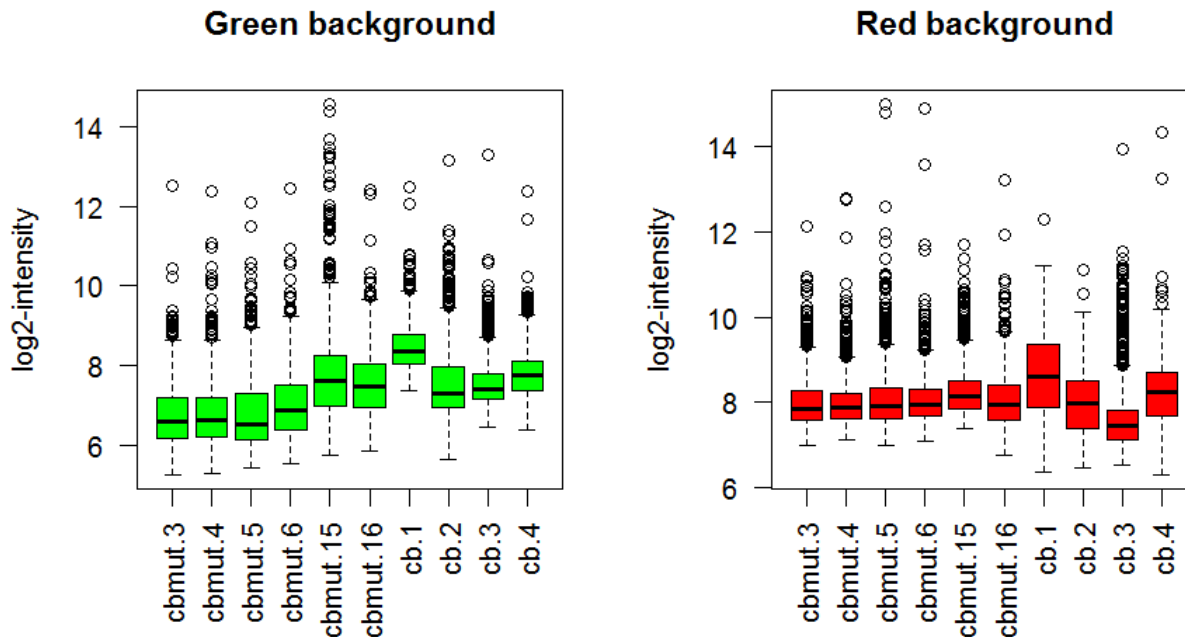 Green background
log2-intensity
14
12
10
8
6
cbmut.3
cbmut.4
cbmut.5
cbmut.6
cbmut.15
cbmut.16
cb.1
cb.2
cb.3
cb.4
Red background
log2-intensity
14
12
10
8
6
cbmut.3
cbmut.4
cbmut.5
cbmut.6
cbmut.15
cbmut.16
cb.1
cb.2
cb.3
cb.4